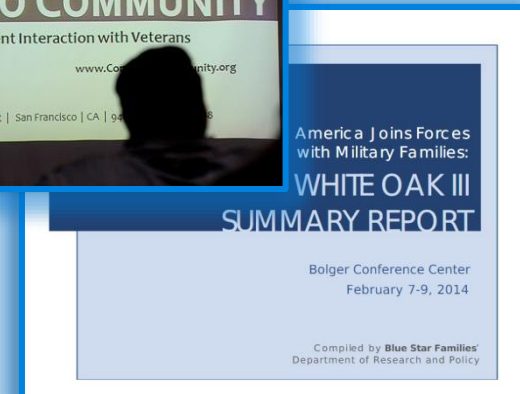 O COMMUNITY
nt Interaction with Veterans
www.Co nity.org
| San Francisco | CA | 94 8
America Joins Forces
with Military Families:
WHITE OAK III
SUMMARY REPORT
Bolger Conference Center
February 7-9, 2014
Compiled by Blue Star Families'
Department of Research and Policy